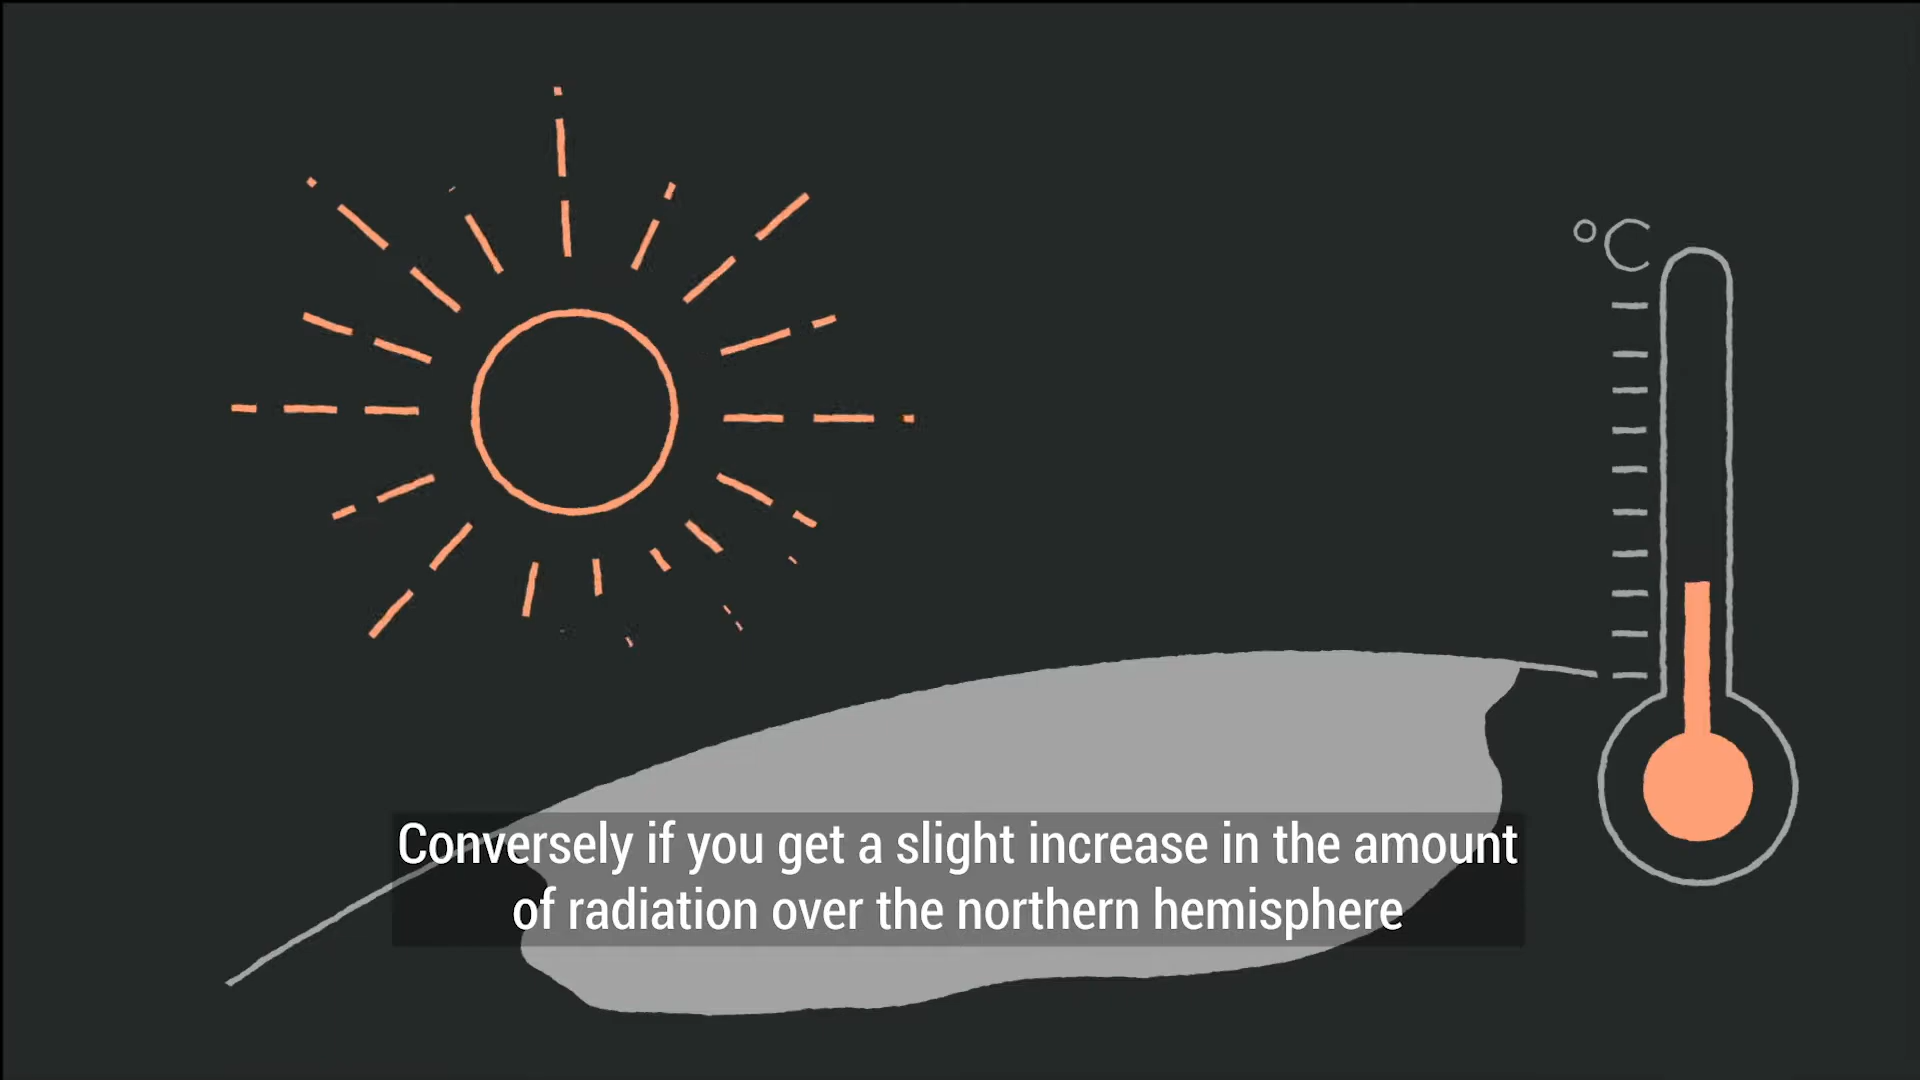 °C
Conversely if you get a slight increase in the amount
of radiation over the northern hemisphere